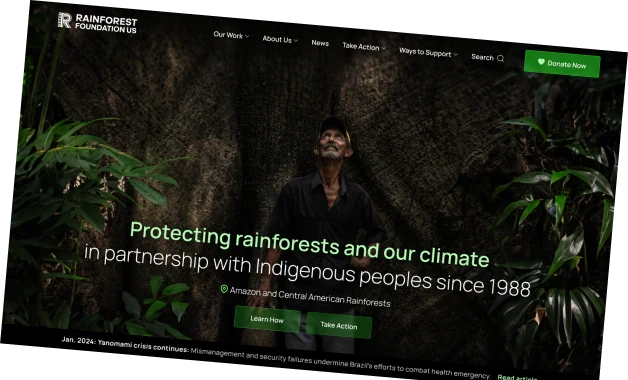 RAINFOREST
FOUNDATION US
Our Work
About Us
News
Take Action
Ways to Support
Search
Donate Now
Protecting rainforests and our climate
in partnership with Indigenous peoples since 1988
Amazon and Central American Rainforests
Learn How
Take Action
Jan. 2024: Yanomami crisis continues: Mismanagement and security failures undermine Brazil's efforts to combat health emergency. Read article